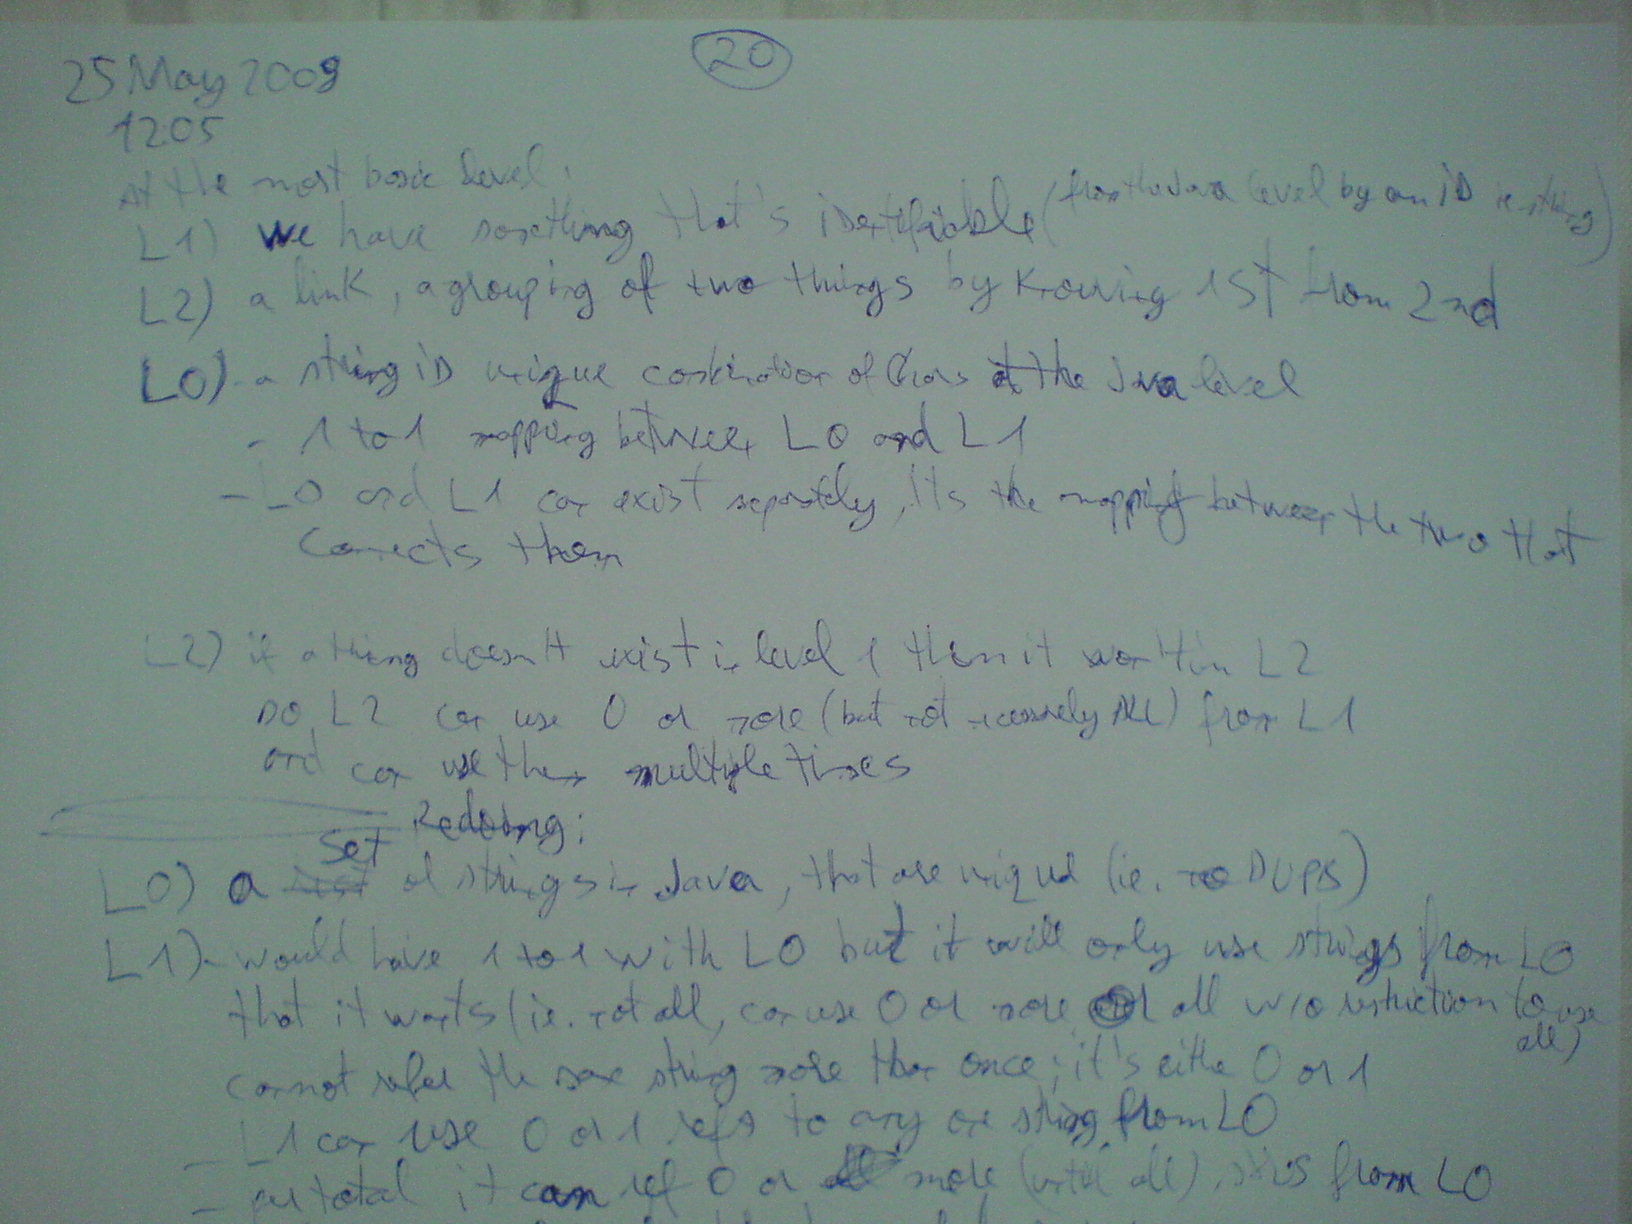 20
25 May 2009
1205
At the most basic level:
L1) We have something that's identifiable (from the Java level by an ID ie. string)
L2) a link, a grouping of two things by knowing 1st from 2nd
L0) - a string ID unique combination of chars at the Java level
- 1 to 1 mapping between L0 and L1
- L0 and L1 can exist separately, it's the mapping between the two that
connects them
L2) if a thing doesn't exist in level 1 then it won't in L2
so L2 can use 0 or more (but not necessarily ALL) from L1
and can use them multiple times
Redoing:
Set
L0) a of strings in Java, that are unique (ie. no DUPS)
L1) - would have 1 to 1 with L0 but it will only use strings from L0
that it wants (ie. not all, can use 0 or more or all w/o restriction to use
all)
cannot refer the same string more than once; it's either 0 or 1
- L1 can use 0 or 1 refs to any one string from L0
- per total it can ref 0 or more (until all), from L0